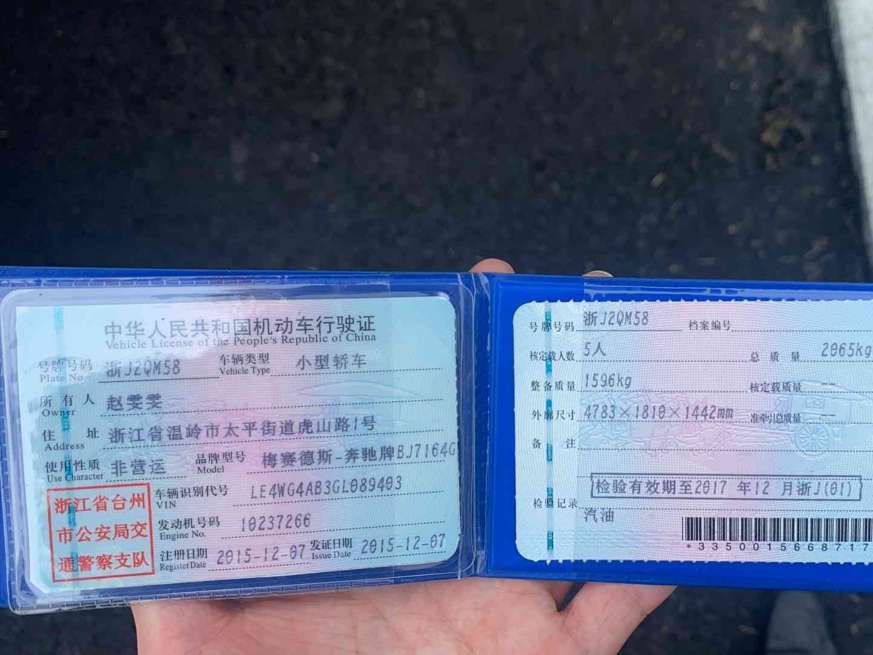 中华人民共和国机动车行驶证
Vehicle License of the People's Republic of China
号牌号码 浙J2QM58 车辆类型 小型轿车
Plate No. Vehicle Type
所有人 赵雯雯
Owner
住址 浙江省温岭市太平街道虎山路1号
Address
使用性质 非营运 品牌型号 梅赛德斯-奔驰牌BJ7164G
Use Character Model
浙江省台州
市公安局交
通警察支队
车辆识别代号 LE4WG4AB3GL089403
VIN
发动机号码 10237266
Engine No.
注册日期 2015-12-07 发证日期 2015-12-07
Register Date Issue Date
号牌号码 浙J2QM58 档案编号
核定载人数 5人 总质量 2065kg
整备质量 1596kg 核定载质量 --
外廓尺寸 4783×1810×1442mm 准牵引总质量 --
备注
检验有效期至2017 年12 月浙J(01)
检验记录
汽油
*3350015668717